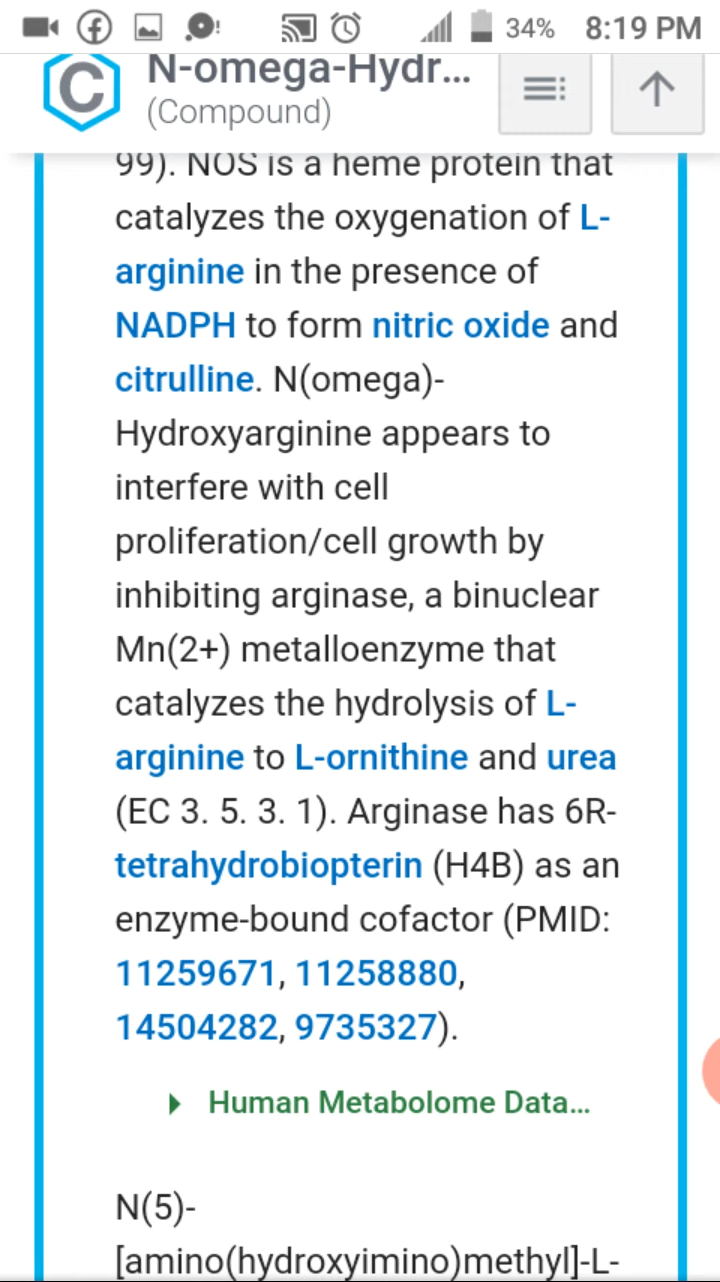 34% 8:19 PM
C N-omega-Hydr...
(Compound)
99). NOS is a heme protein that
catalyzes the oxygenation of L-
arginine in the presence of
NADPH to form nitric oxide and
citrulline. N(omega)-
Hydroxyarginine appears to
interfere with cell
proliferation/cell growth by
inhibiting arginase, a binuclear
Mn(2+) metalloenzyme that
catalyzes the hydrolysis of L-
arginine to L-ornithine and urea
(EC 3. 5. 3. 1). Arginase has 6R-
tetrahydrobiopterin (H4B) as an
enzyme-bound cofactor (PMID:
11259671, 11258880,
14504282, 9735327).
Human Metabolome Data...
N(5)-
[amino(hydroxyimino)methyl]-L-